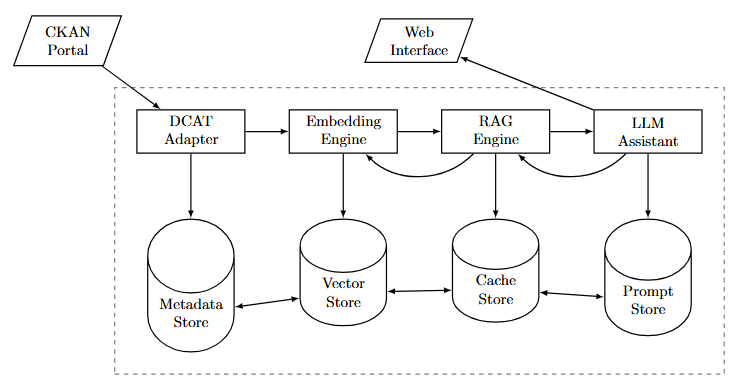 CKAN
Portal
Web
Interface
DCAT
Adapter
Embedding
Engine
RAG
Engine
LLM
Assistant
Metadata
Store
Vector
Store
Cache
Store
Prompt
Store